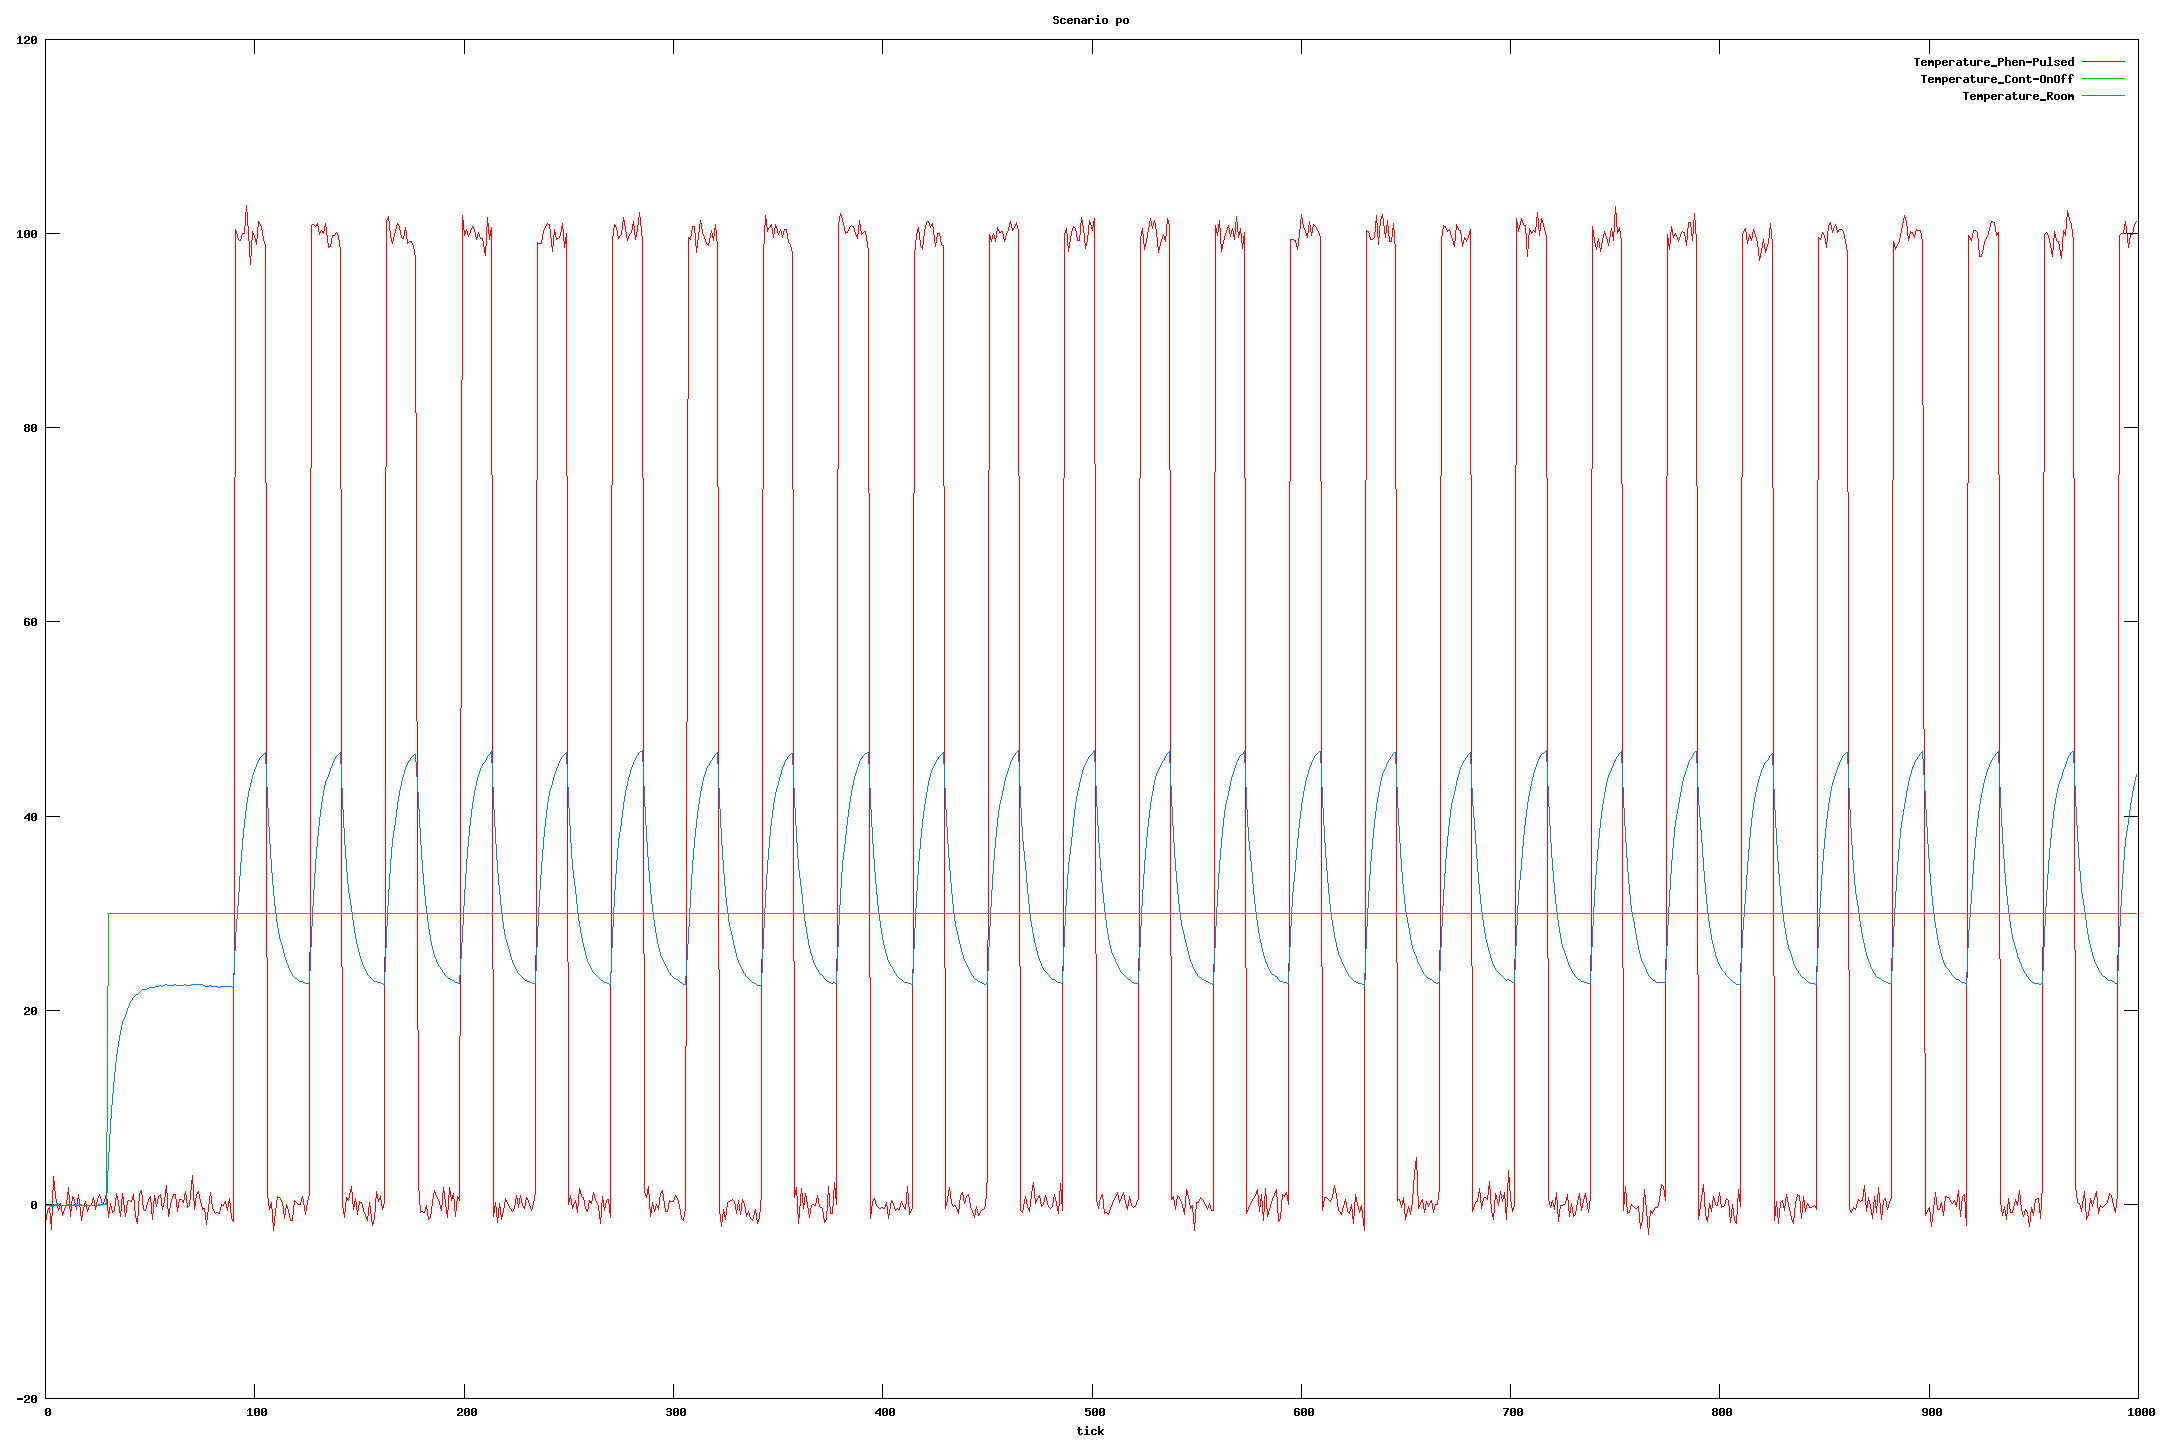 Scenario po
120
100
80
60
40
20
0
-20
Temperature_Phen-Pulsed
Temperature_Cont-OnOff
Temperature_Room
0 100 200 300 400 500 600 700 800 900 1000
tick